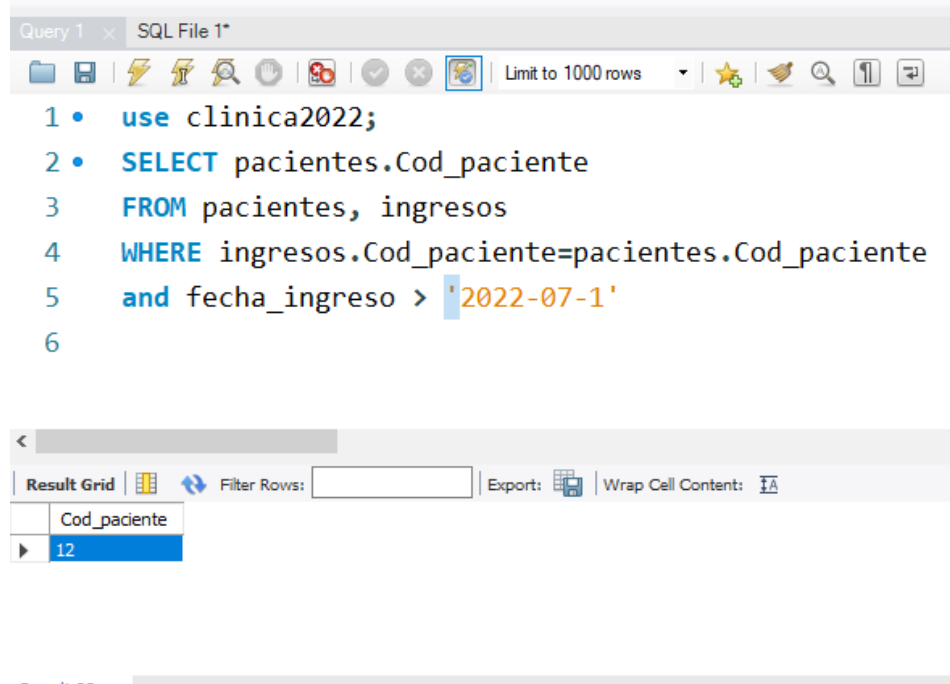 Query 1 SQL File 1*
Limit to 1000 rows
1 use clinica2022;
2 SELECT pacientes.Cod_paciente
3 FROM pacientes, ingresos
4 WHERE ingresos.Cod_paciente=pacientes.Cod_paciente
5 and fecha_ingreso > '2022-07-1'
6
Result Grid Filter Rows: Export: Wrap Cell Content:
Cod_paciente
12